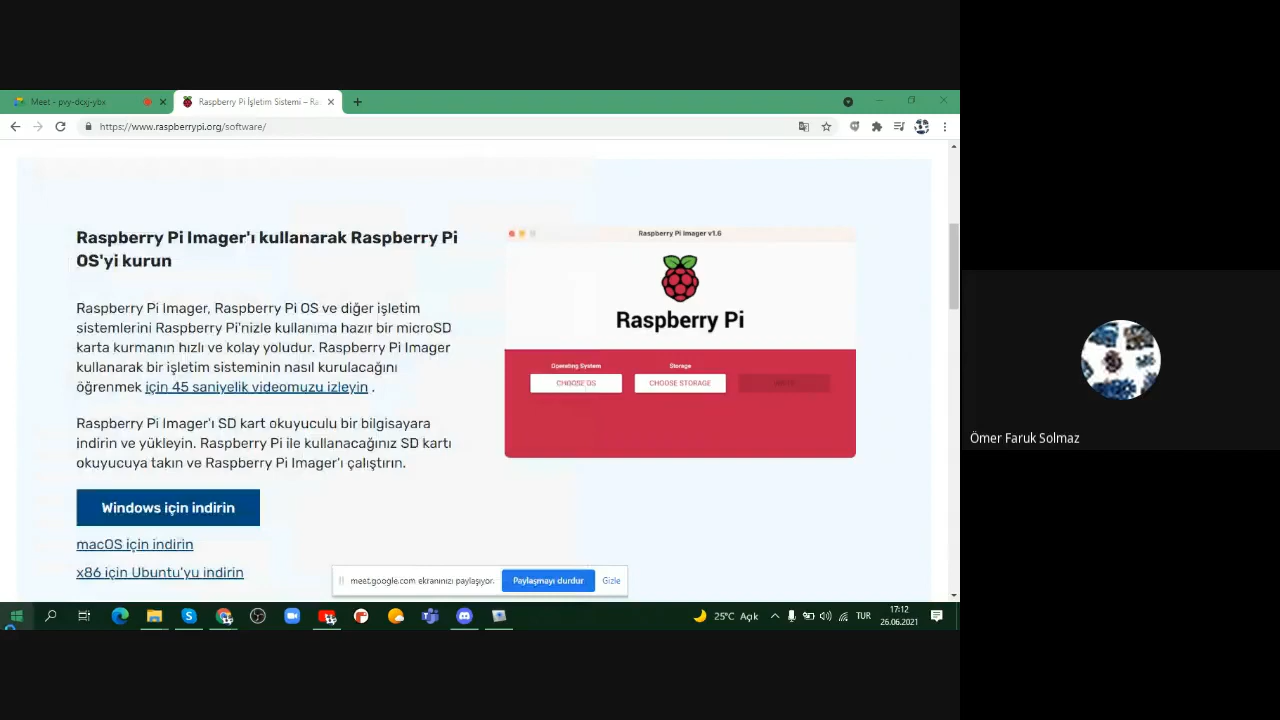 Meet - pvy-dcxj-ybx
Raspberry Pi İşletim Sistemi – Ra
https://www.raspberrypi.org/software/
Raspberry Pi Imager'ı kullanarak Raspberry Pi
OS'yi kurun
Raspberry Pi Imager, Raspberry Pi OS ve diğer işletim
sistemlerini Raspberry Pi'nizle kullanıma hazır bir microSD
karta kurmanın hızlı ve kolay yoludur. Raspberry Pi Imager
kullanarak bir işletim sisteminin nasıl kurulacağını
öğrenmek için 45 saniyelik videomuzu izleyin .
Raspberry Pi Imager'ı SD kart okuyuculu bir bilgisayara
indirin ve yükleyin. Raspberry Pi ile kullanacağınız SD kartı
okuyucuya takın ve Raspberry Pi Imager'ı çalıştırın.
Windows için indirin
macOS için indirin
x86 için Ubuntu'yu indirin
Raspberry Pi Imager v1.6
Raspberry Pi
Operating System
Storage
CHOOSE OS
CHOOSE STORAGE
meet.google.com ekranınızı paylaşıyor.
Paylaşmayı durdur
Gizle
25°C Açık
TUR
17:12
26.06.2021
Ömer Faruk Solmaz